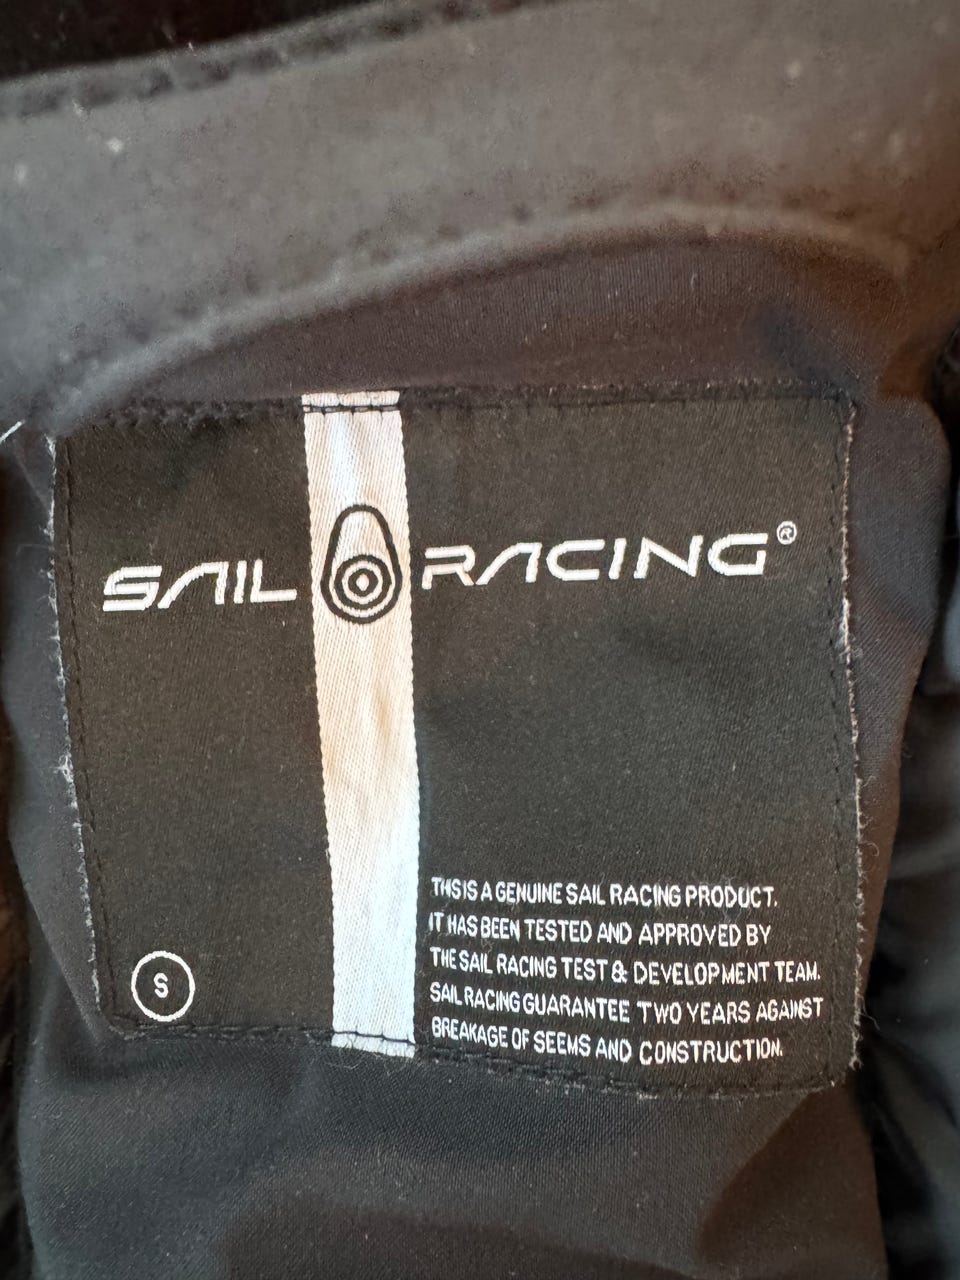 SAIL RACING®
THIS IS A GENUINE SAIL RACING PRODUCT.
IT HAS BEEN TESTED AND APPROVED BY
THE SAIL RACING TEST & DEVELOPMENT TEAM.
SAIL RACING GUARANTEE TWO YEARS AGAINST
BREAKAGE OF SEEMS AND CONSTRUCTION.
S